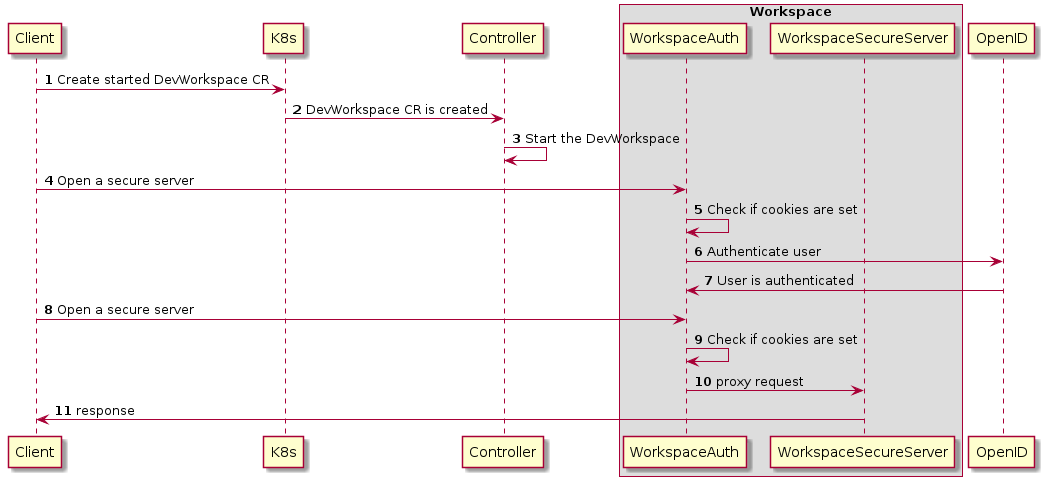 Workspace
Client
K8s
Controller
WorkspaceAuth
WorkspaceSecureServer
OpenID
1 Create started DevWorkspace CR
2 DevWorkspace CR is created
3 Start the DevWorkspace
4 Open a secure server
5 Check if cookies are set
6 Authenticate user
7 User is authenticated
8 Open a secure server
9 Check if cookies are set
10 proxy request
11 response
Client
K8s
Controller
WorkspaceAuth
WorkspaceSecureServer
OpenID